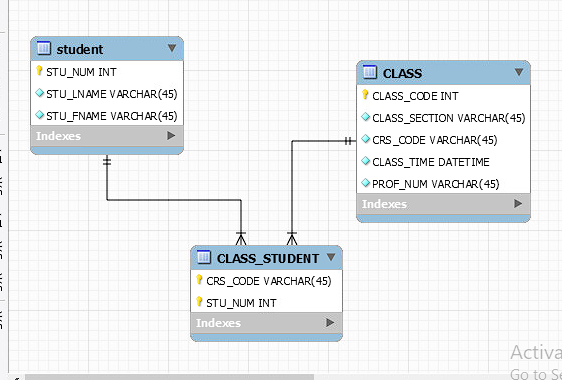 student
STU_NUM INT
STU_LNAME VARCHAR(45)
STU_FNAME VARCHAR(45)
Indexes
CLASS
CLASS_CODE INT
CLASS_SECTION VARCHAR(45)
CRS_CODE VARCHAR(45)
CLASS_TIME DATETIME
PROF_NUM VARCHAR(45)
Indexes
CLASS_STUDENT
CRS_CODE VARCHAR(45)
STU_NUM INT
Indexes
Activa
Go to Se